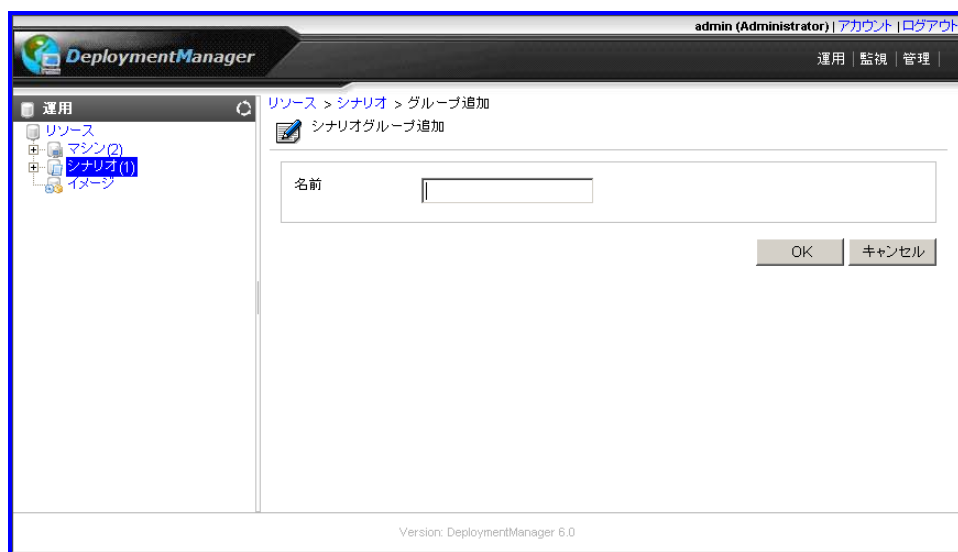 admin (Administrator) | アカウント | ログアウト
DeploymentManager
運用 | 監視 | 管理 |
運用
リソース
マシン(2)
シナリオ(1)
イメージ
リソース > シナリオ > グループ追加
シナリオグループ追加
名前
OK
キャンセル
Version: DeploymentManager 6.0